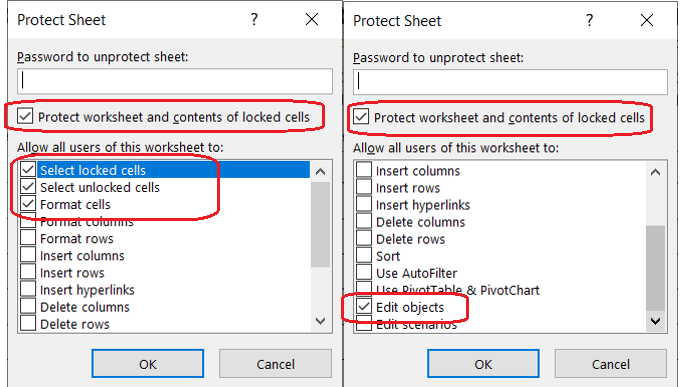 Protect Sheet ?
Password to unprotect sheet:
Protect worksheet and contents of locked cells
Allow all users of this worksheet to:
Select locked cells
Select unlocked cells
Format cells
Format columns
Format rows
Insert columns
Insert rows
Insert hyperlinks
Delete columns
Delete rows
OK Cancel
Protect Sheet ?
Password to unprotect sheet:
Protect worksheet and contents of locked cells
Allow all users of this worksheet to:
Insert columns
Insert rows
Insert hyperlinks
Delete columns
Delete rows
Sort
Use AutoFilter
Use PivotTable & PivotChart
Edit objects
Edit scenarios
OK Cancel